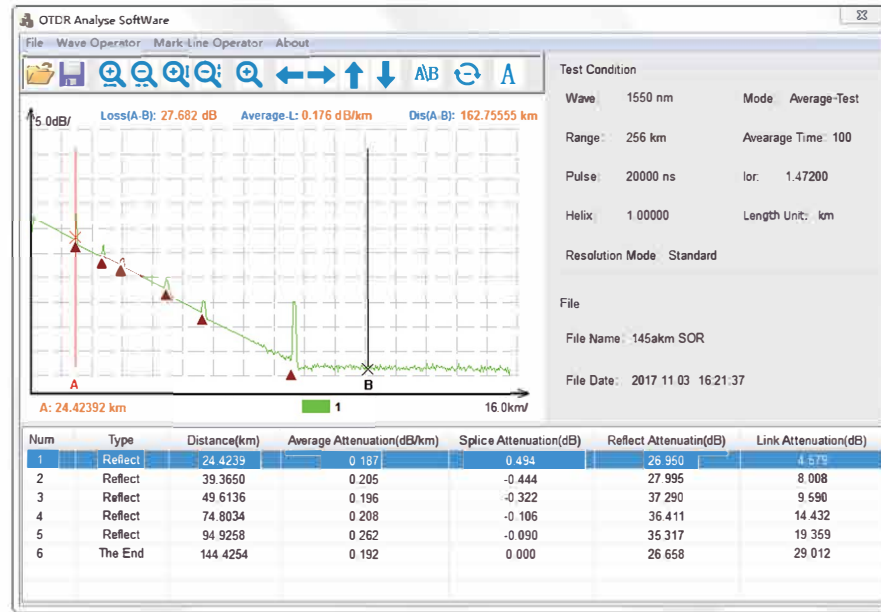 OTDR Analyse SoftWare
File Wave Operator Mark Line Operator About
A\B A
5.0dB/ Loss(A-B): 27.682 dB Average-L: 0.176 dB/km Dis(A-B): 162.75555 km
A B
A: 24.42392 km 1 16.0km/
Test Condition
Wave: 1550 nm Mode: Average-Test
Range: 256 km Avearage Time: 100
Pulse: 20000 ns Ior: 1.47200
Helix: 1.00000 Length Unit: km
Resolution Mode: Standard
File
File Name: 145akm SOR
File Date: 2017 11 03 16:21:37
Num Type Distance(km) Average Attenuation(dB/km) Splice Attenuation(dB) Reflect Attenuatin(dB) Link Attenuation(dB)
1 Reflect 24.4239 0.187 0.494 26.950 4.579
2 Reflect 39.3650 0.205 -0.444 27.995 8.008
3 Reflect 49.6136 0.196 -0.322 37.290 9.590
4 Reflect 74.8034 0.208 -0.106 36.411 14.432
5 Reflect 94.9258 0.262 -0.090 35.317 19.359
6 The End 144.4254 0.192 0.000 26.658 29.012